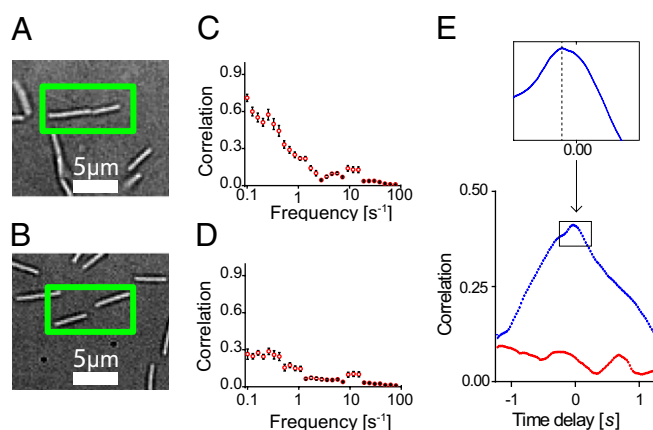 A
5µm
B
5µm
C
Correlation
0.9
0.6
0.3
0.0
0.1
1
10
100
Frequency [s⁻¹]
D
Correlation
0.9
0.6
0.3
0.0
0.1
1
10
100
Frequency [s⁻¹]
E
0.00
Correlation
0.50
0.25
0.00
-1
0
1
Time delay [s]